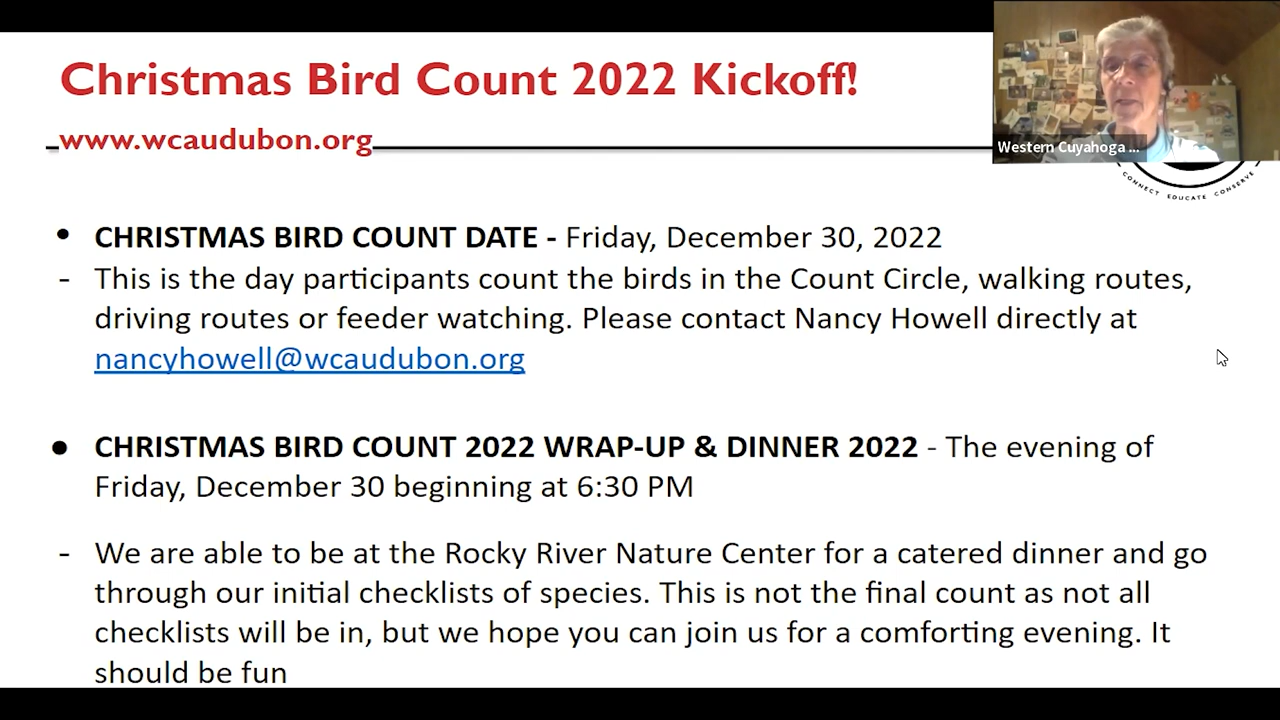 Christmas Bird Count 2022 Kickoff!
www.wcaudubon.org
Western Cuyahoga ...
CONNECT EDUCATE CONSERVE
• CHRISTMAS BIRD COUNT DATE - Friday, December 30, 2022
- This is the day participants count the birds in the Count Circle, walking routes,
driving routes or feeder watching. Please contact Nancy Howell directly at
nancyhowell@wcaudubon.org
• CHRISTMAS BIRD COUNT 2022 WRAP-UP & DINNER 2022 - The evening of
Friday, December 30 beginning at 6:30 PM
- We are able to be at the Rocky River Nature Center for a catered dinner and go
through our initial checklists of species. This is not the final count as not all
checklists will be in, but we hope you can join us for a comforting evening. It
should be fun